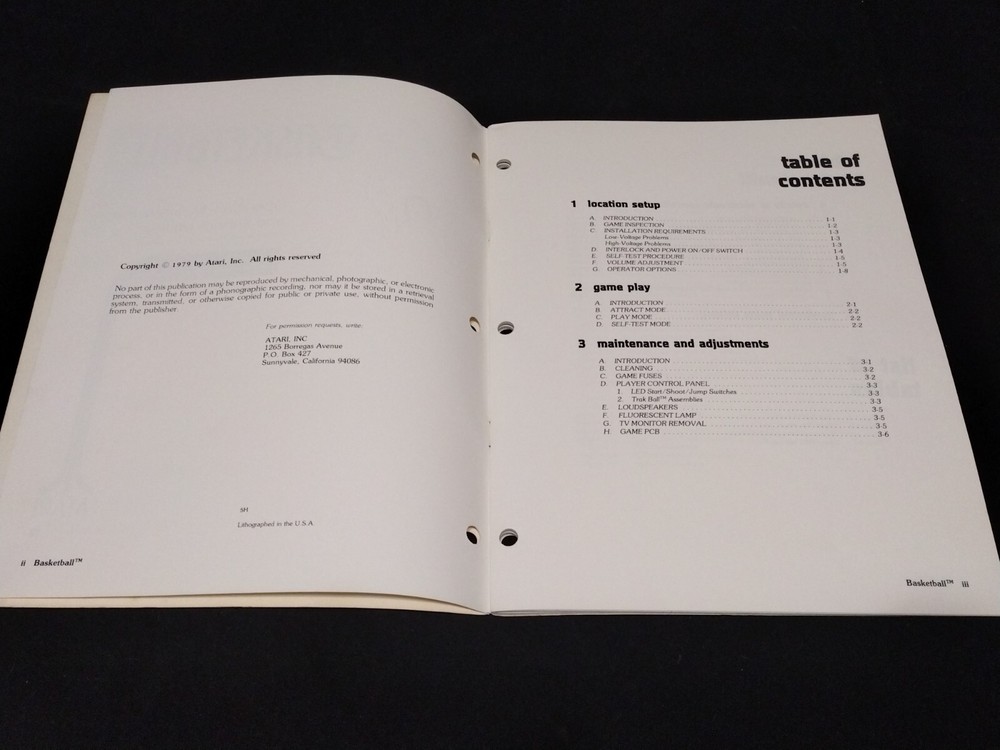 Copyright © 1979 by Atari, Inc. All rights reserved
No part of this publication may be reproduced by mechanical, photographic, or electronic
process, or in the form of a phonographic recording, nor may it be stored in a retrieval
system, transmitted, or otherwise copied for public or private use, without permission
from the publisher.
For permission requests, write:
ATARI, INC
1265 Borregas Avenue
P.O. Box 427
Sunnyvale, California 94086
SH
Lithographed in the U.S.A.
ii Basketball™
table of
contents
1 location setup
A. INTRODUCTION 1-1
B. GAME INSPECTION 1-2
C. INSTALLATION REQUIREMENTS 1-3
Low-Voltage Problems 1-3
High-Voltage Problems 1-3
D. INTERLOCK AND POWER ON/OFF SWITCH 1-4
E. SELF-TEST PROCEDURE 1-5
F. VOLUME ADJUSTMENT 1-5
G. OPERATOR OPTIONS 1-8
2 game play
A. INTRODUCTION 2-1
B. ATTRACT MODE 2-2
C. PLAY MODE 2-2
D. SELF-TEST MODE 2-2
3 maintenance and adjustments
A. INTRODUCTION 3-1
B. CLEANING 3-2
C. GAME FUSES 3-2
D. PLAYER CONTROL PANEL 3-3
1. LED Start/Shoot/Jump Switches 3-3
2. Trak Ball™ Assemblies 3-3
E. LOUDSPEAKERS 3-5
F. FLUORESCENT LAMP 3-5
G. TV MONITOR REMOVAL 3-5
H. GAME PCB 3-6
Basketball™ iii